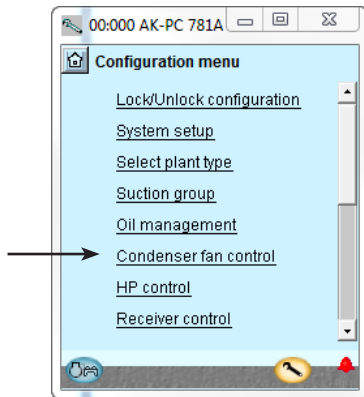 00:000 AK-PC 781A
Configuration menu
Lock/Unlock configuration
System setup
Select plant type
Suction group
Oil management
Condenser fan control
HP control
Receiver control